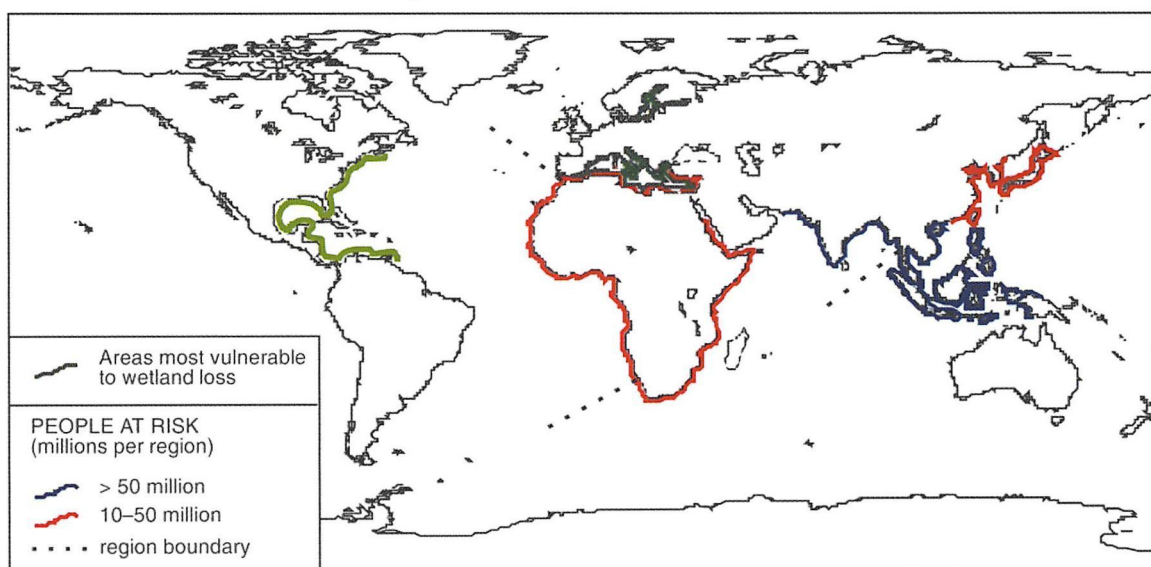 Areas most vulnerable
to wetland loss
PEOPLE AT RISK
(millions per region)
> 50 million
10–50 million
region boundary